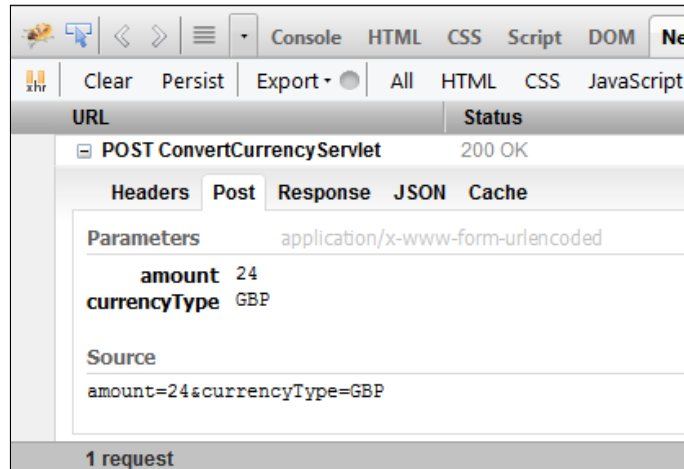 Console HTML CSS Script DOM Ne
xhr Clear Persist Export All HTML CSS JavaScript
URL Status
POST ConvertCurrencyServlet 200 OK
Headers Post Response JSON Cache
Parameters application/x-www-form-urlencoded
amount 24
currencyType GBP
Source
amount=24&currencyType=GBP
1 request